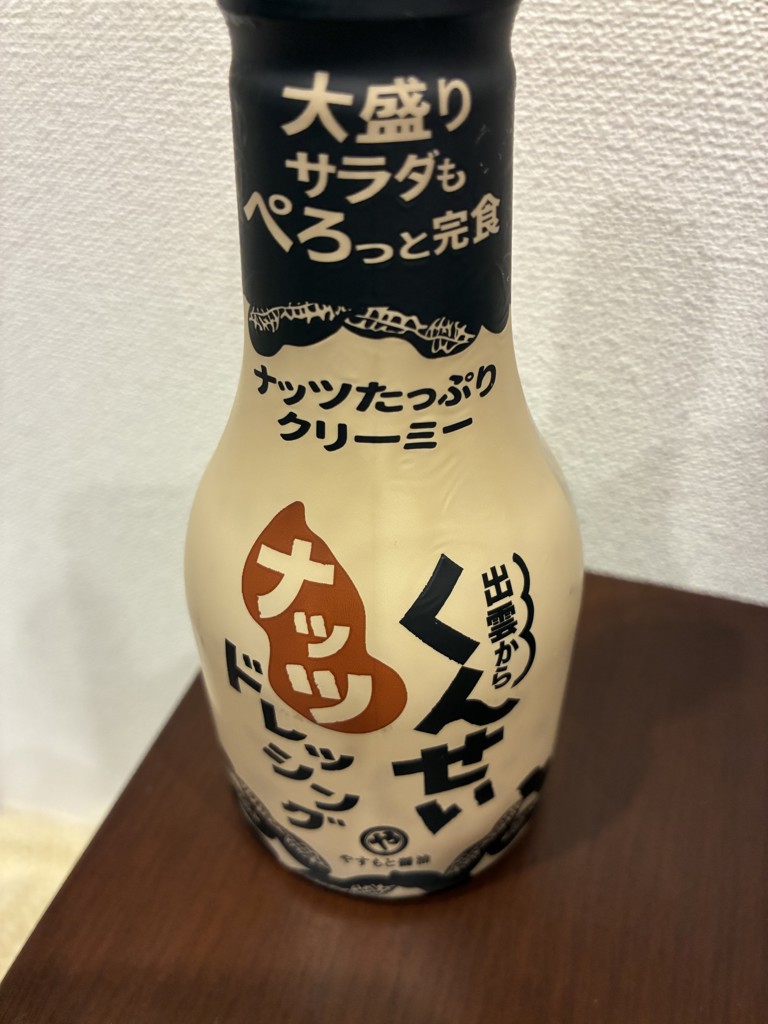 大盛り
サラダも
ぺろっと完食
ナッツたっぷり
クリーミー
出雲から
くんせい
ナッツ
ドレッシング
や
やすもと醤油